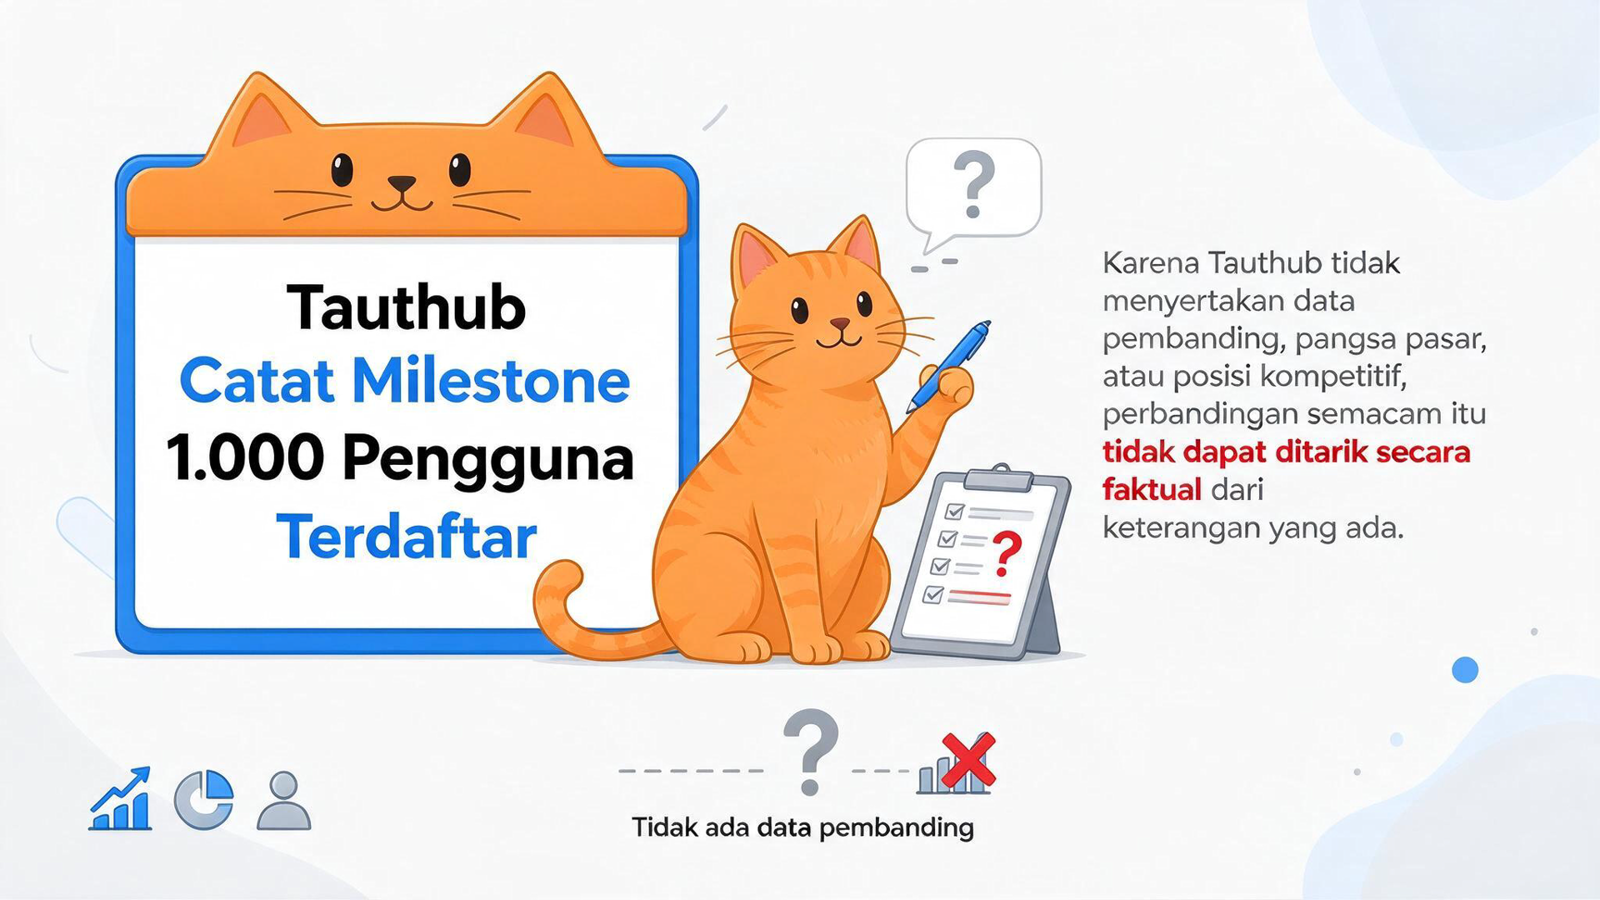 Tauthub
Catat Milestone
1.000 Pengguna
Terdaftar
?
Karena Tauthub tidak
menyertakan data
pembanding, pangsa pasar,
atau posisi kompetitif,
perbandingan semacam itu
tidak dapat ditarik secara
faktual dari
keterangan yang ada.
?
?
Tidak ada data pembanding